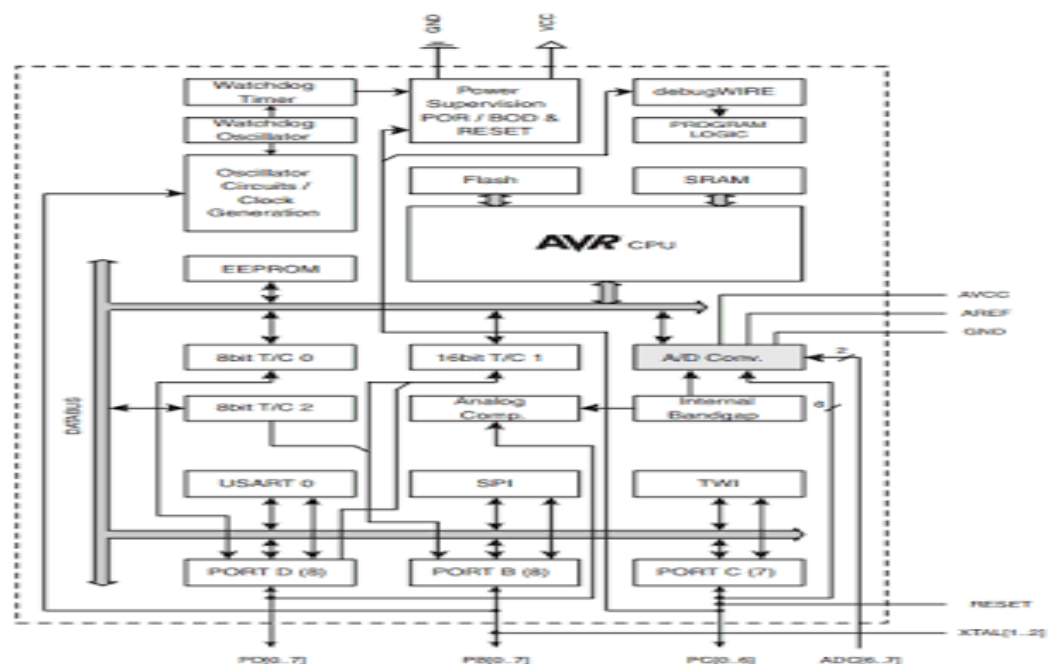 GND
VCC
Watchdog
Timer
Power
Supervision
POR / BOD &
RESET
debugWIRE
Watchdog
Oscillator
PROGRAM
LOGIC
Oscillator
Circuits /
Clock
Generation
Flash
SRAM
AVR CPU
EEPROM
AVCC
AREF
GND
8bit T/C 0
16bit T/C 1
A/D Conv.
2
DATABUS
8bit T/C 2
Analog
Comp.
Internal
Bandgap
6
USART 0
SPI
TWI
PORT D (8)
PORT B (8)
PORT C (7)
RESET
XTAL[1..2]
PD[0..7]
PB[0..7]
PC[0..6]
ADC[6..7]